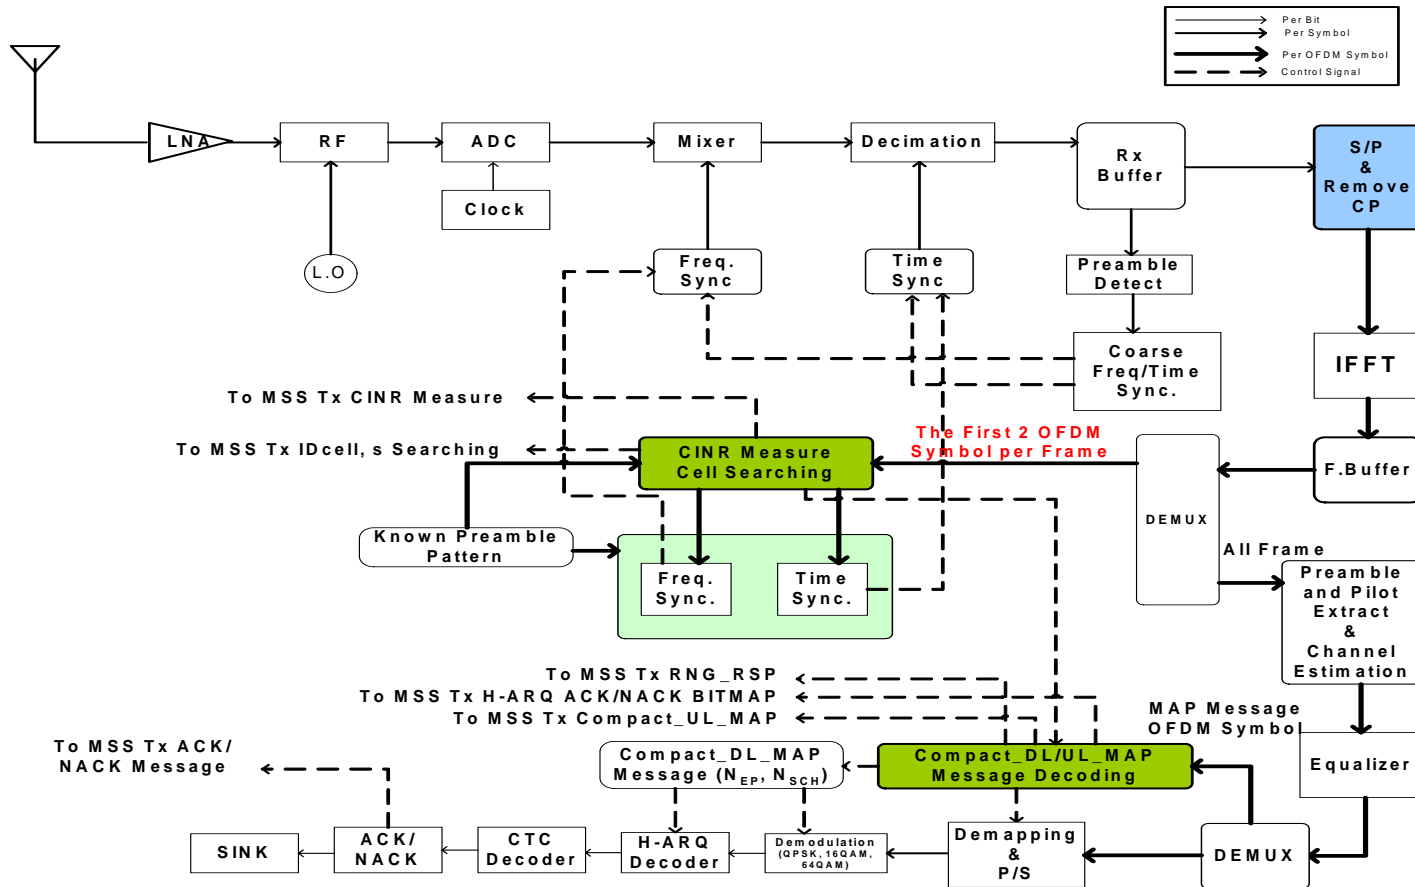 Per Bit
Per Symbol
Per OFDM Symbol
Control Signal
LNA
RF
ADC
Mixer
Decimation
Rx
Buffer
S/P
&
Remove
CP
Clock
L.O
Freq.
Sync
Time
Sync
Preamble
Detect
Coarse
Freq/Time
Sync.
IFFT
To MSS Tx CINR Measure
To MSS Tx IDcell, s Searching
CINR Measure
Cell Searching
The First 2 OFDM
Symbol per Frame
F.Buffer
DEMUX
Known Preamble
Pattern
All Frame
Freq.
Sync.
Time
Sync.
Preamble
and Pilot
Extract
&
Channel
Estimation
To MSS Tx RNG_RSP
To MSS Tx H-ARQ ACK/NACK BITMAP
To MSS Tx Compact_UL_MAP
MAP Message
OFDM Symbol
To MSS Tx ACK/
NACK Message
Compact_DL_MAP
Message (NEP, NSCH)
Compact_DL/UL_MAP
Message Decoding
Equalizer
SINK
ACK/
NACK
CTC
Decoder
H-ARQ
Decoder
Demodulation
(QPSK, 16QAM,
64QAM)
Demapping
&
P/S
DEMUX